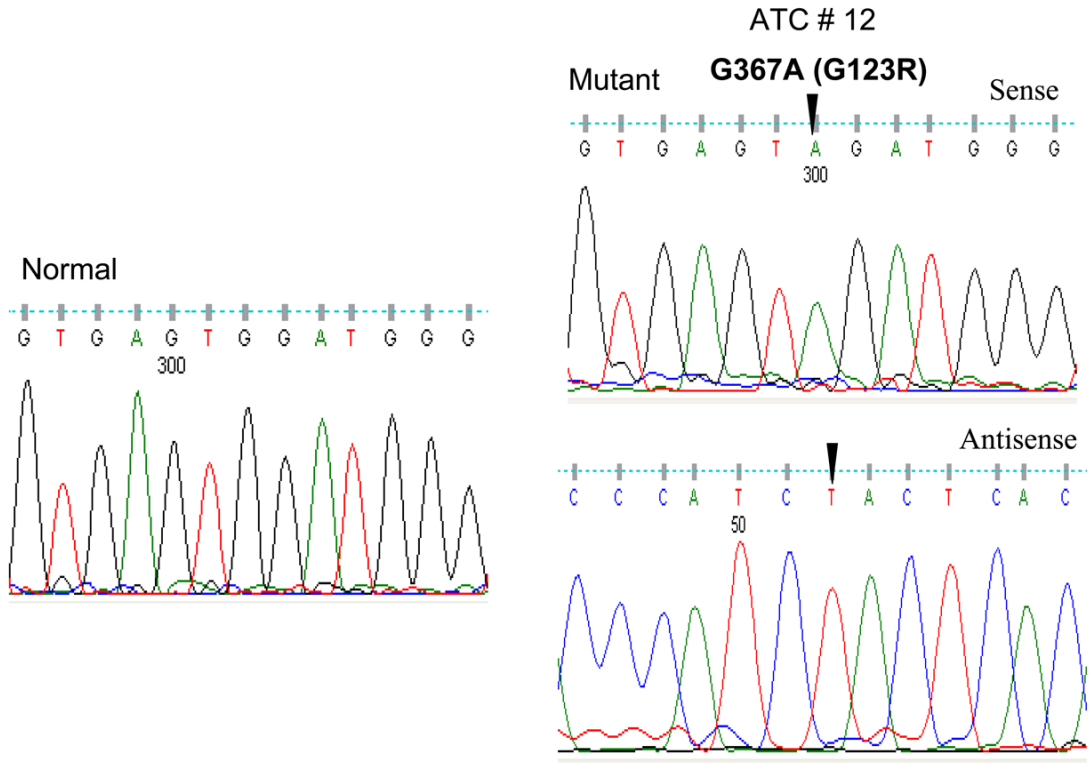 ATC # 12
G367A (G123R)
Mutant
Sense
G T G A G T A G A T G G G
300
Normal
G T G A G T G G A T G G G
300
Antisense
C C C A T C T A C T C A C
50